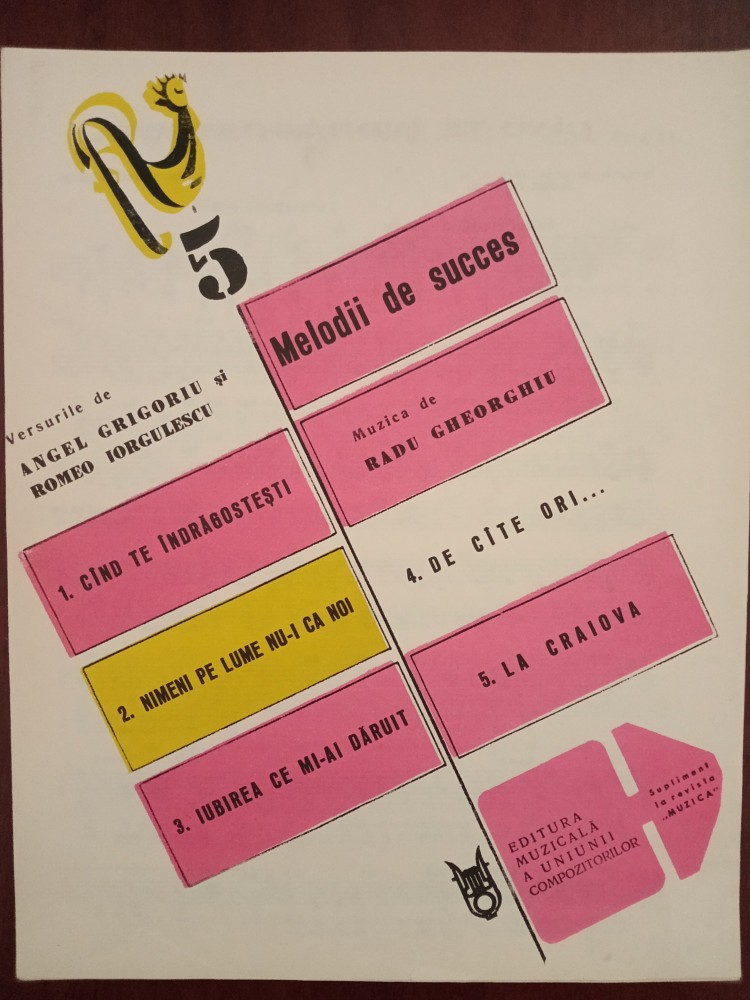 5
Melodii de succes
Muzica de
RADU GHEORGHIU
Versurile de
ANGEL GRIGORIU și
ROMEO IORGULESCU
1. CÎND TE ÎNDRĂGOSTEȘTI
2. NIMENI PE LUME NU-I CA NOI
3. IUBIREA CE MI-AI DĂRUIT
4. DE CÎTE ORI...
5. LA CRAIOVA
EDITURA
MUZICALĂ
A UNIUNII
COMPOZITORILOR
Supliment
la revista
„MUZICA"